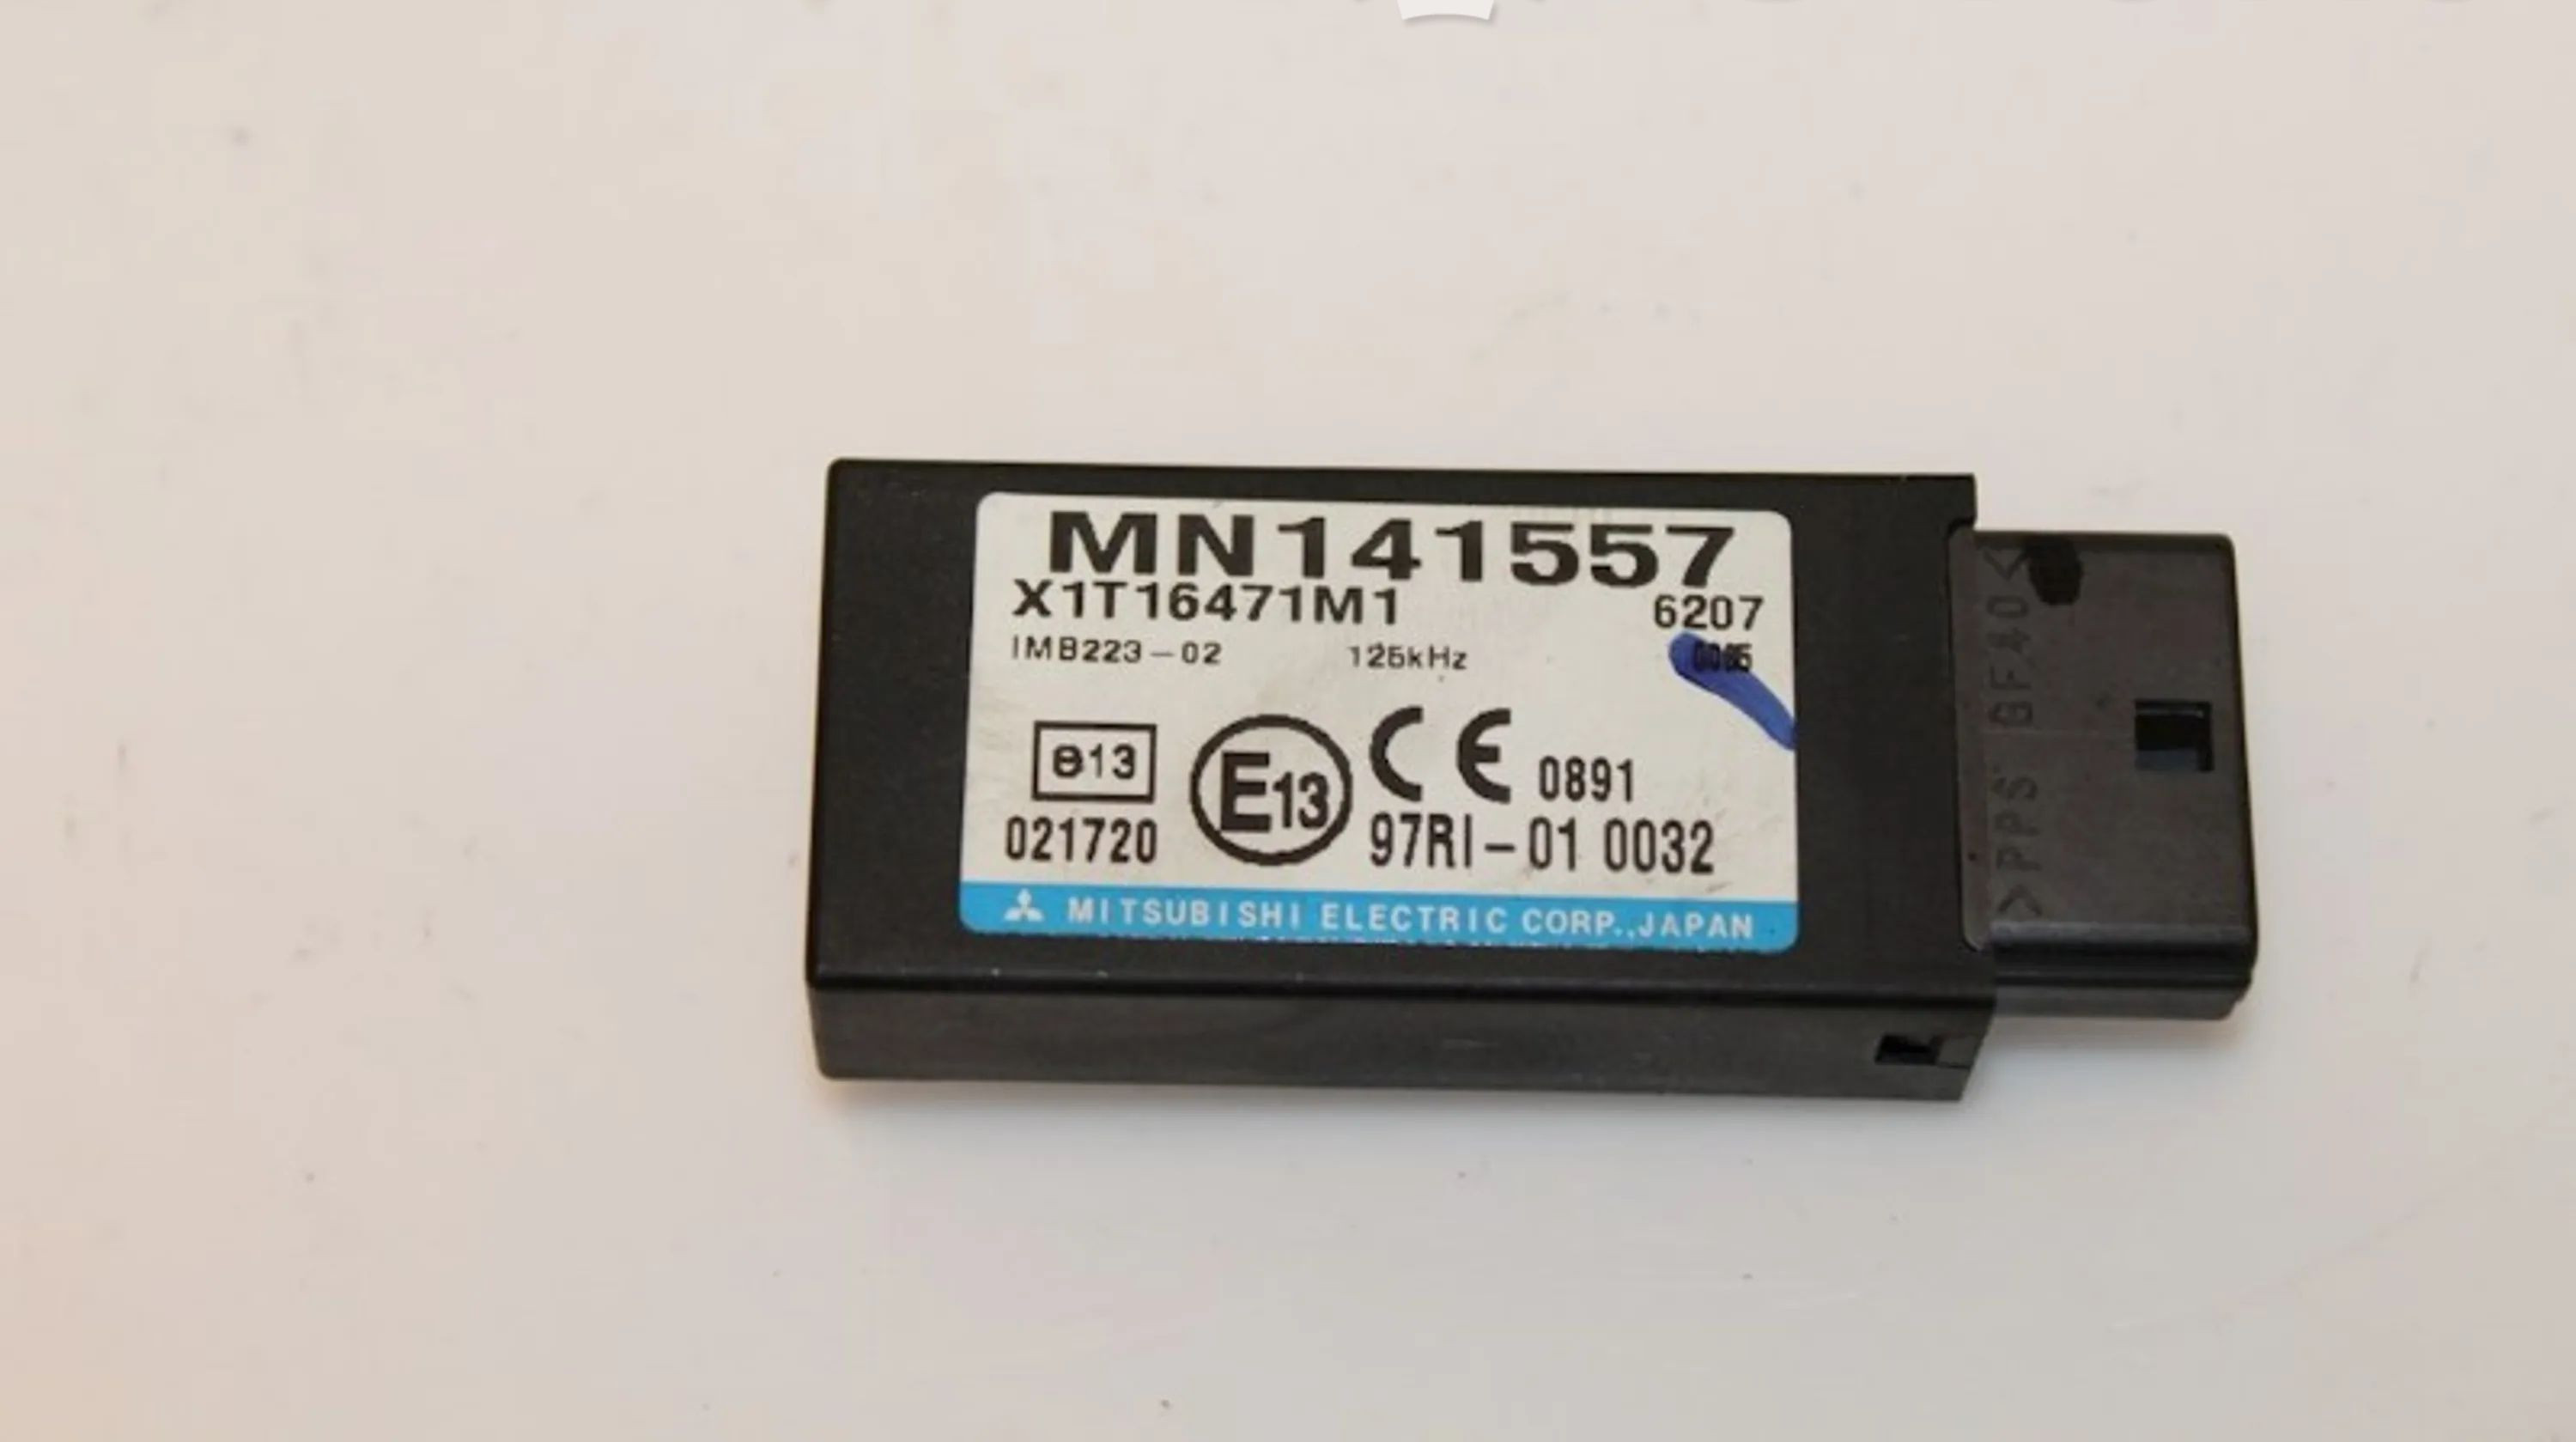 MN141557
X1T16471M1 6207
IMB223-02 125kHz
e13 E13 CE 0891
021720 97RI-01 0032
MITSUBISHI ELECTRIC CORP.,JAPAN
>PPS GF40<